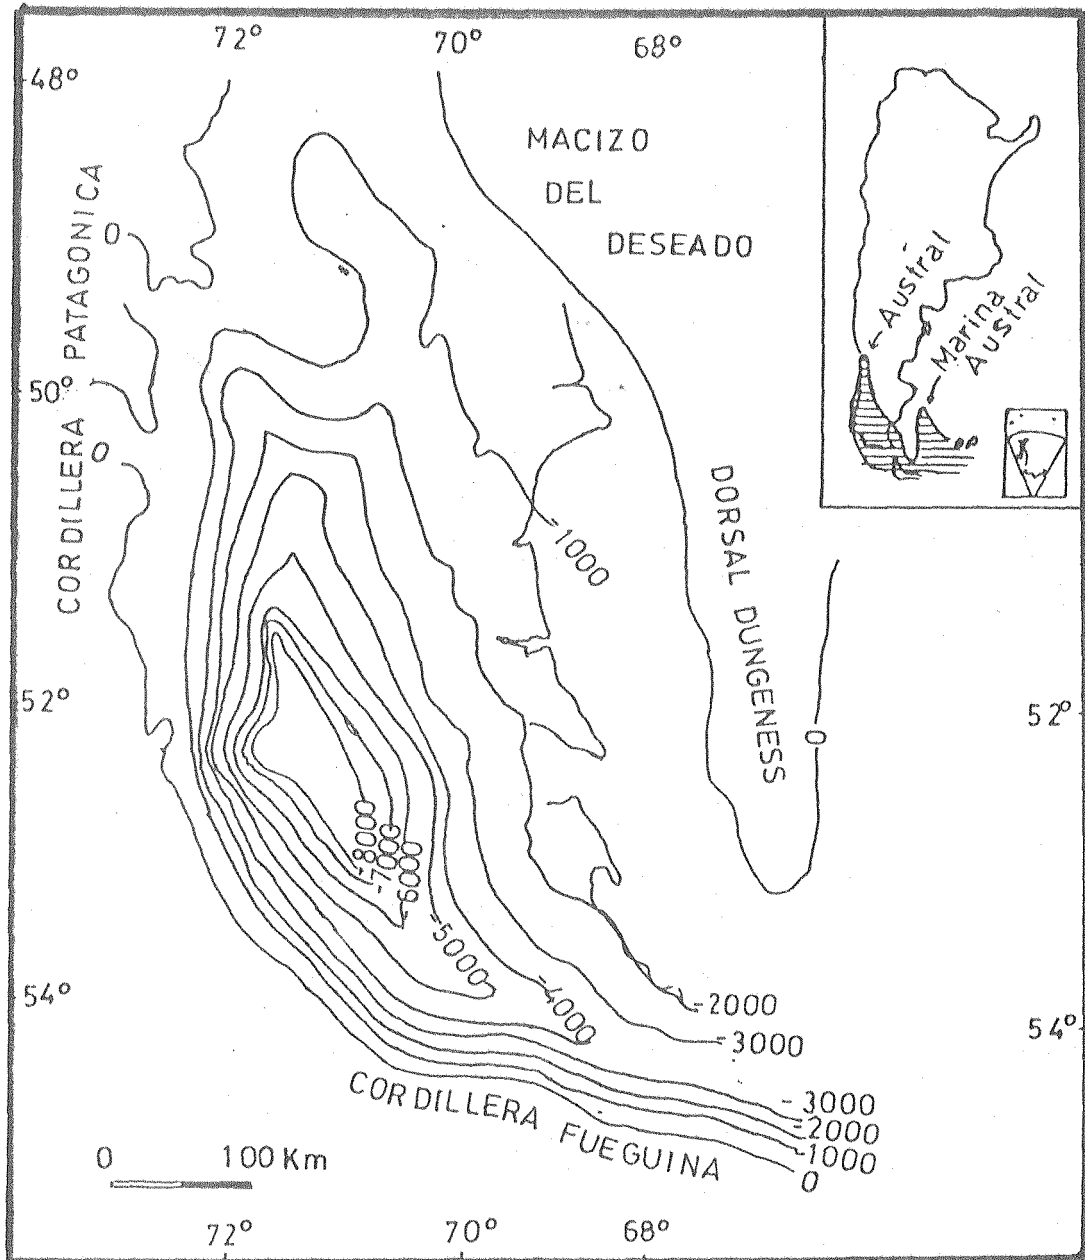 72°
70°
68°
48°
MACIZO
DEL
DESEADO
CORDILLERA PATAGONICA
0
Austral
Marina
Austral
50°
0
-1000
DORSAL DUNGENESS
52°
52°
0
-8000
-7000
-6000
-5000
-4000
54°
-2000
54°
-3000
CORDILLERA FUEGUINA
-3000
-2000
-1000
0
0 100 Km
72°
70°
68°